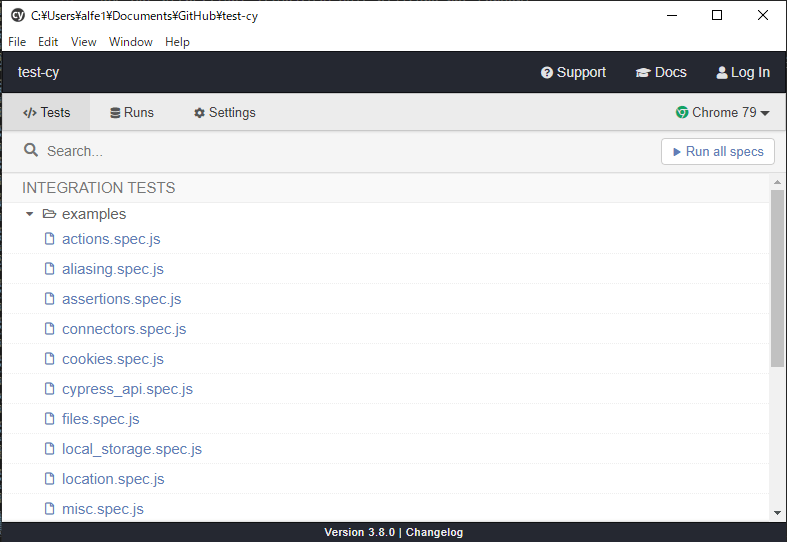 cy C:¥Users¥alfe1¥Documents¥GitHub¥test-cy
File Edit View Window Help
test-cy Support Docs Log In
Tests Runs Settings Chrome 79
Search... Run all specs
INTEGRATION TESTS
examples
actions.spec.js
aliasing.spec.js
assertions.spec.js
connectors.spec.js
cookies.spec.js
cypress_api.spec.js
files.spec.js
local_storage.spec.js
location.spec.js
misc.spec.js
Version 3.8.0 | Changelog